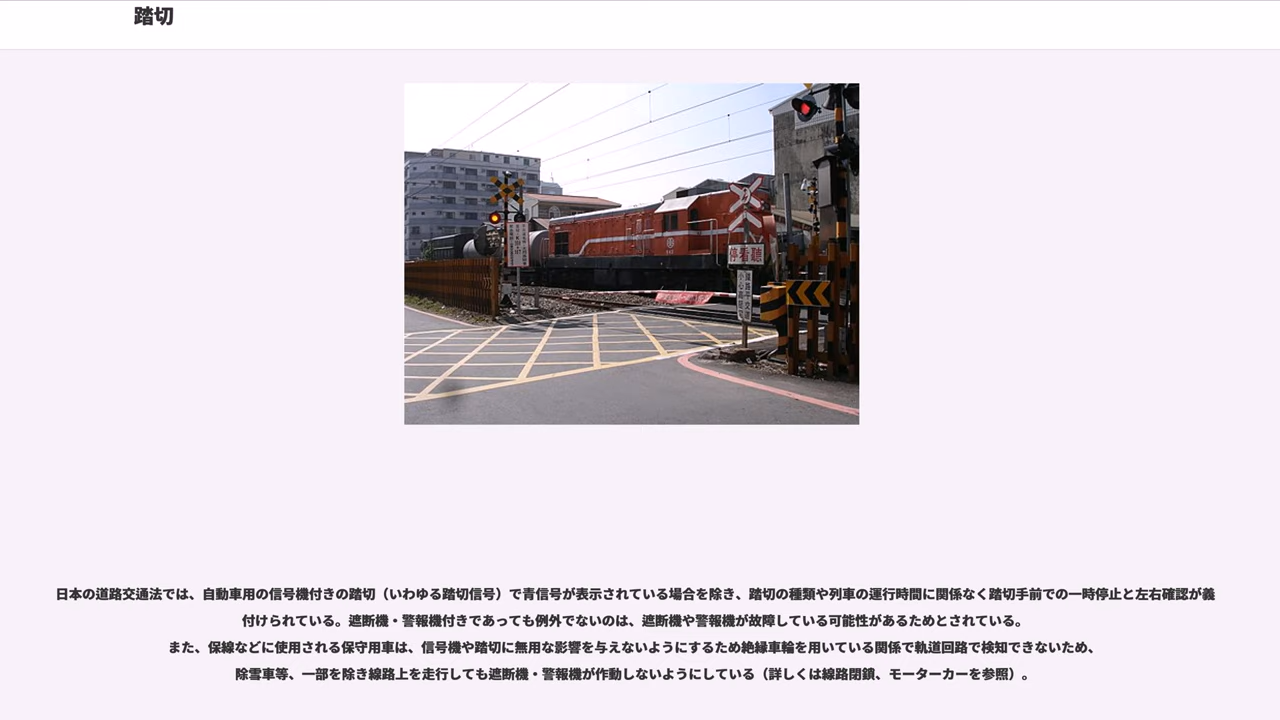 踏切
停看聽
日本の道路交通法では、自動車用の信号機付きの踏切（いわゆる踏切信号）で青信号が表示されている場合を除き、踏切の種類や列車の運行時間に関係なく踏切手前での一時停止と左右確認が義
付けられている。遮断機・警報機付きであっても例外でないのは、遮断機や警報機が故障している可能性があるためとされている。
また、保線などに使用される保守用車は、信号機や踏切に無用な影響を与えないようにするため絶縁車輪を用いている関係で軌道回路で検知できないため、
除雪車等、一部を除き線路上を走行しても遮断機・警報機が作動しないようにしている（詳しくは線路閉鎖、モーターカーを参照）。